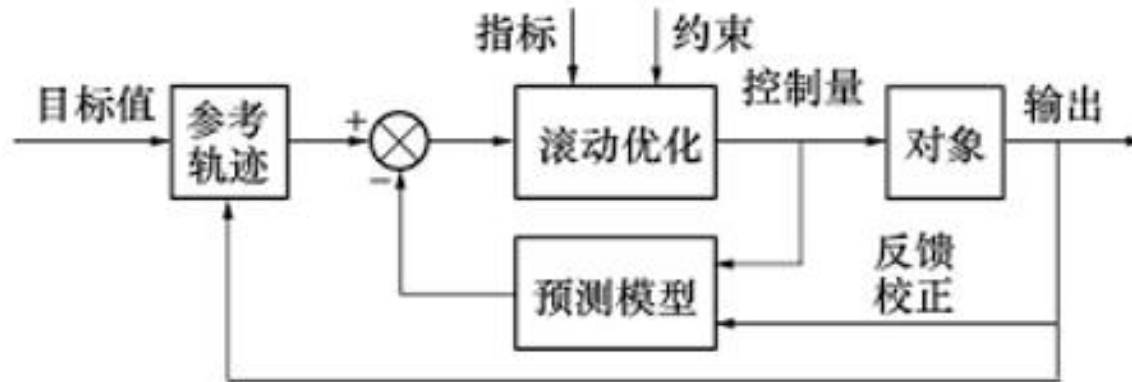 指标
约束
目标值
参考
轨迹
+
−
滚动优化
控制量
对象
输出
预测模型
反馈
校正